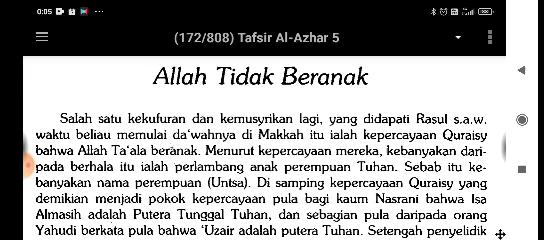 0:05
(172/808) Tafsir Al-Azhar 5
Allah Tidak Beranak
Salah satu kekufuran dan kemusyrikan lagi, yang didapati Rasul s.a.w.
waktu beliau memulai da'wahnya di Makkah itu ialah kepercayaan Quraisy
bahwa Allah Ta'ala beranak. Menurut kepercayaan mereka, kebanyakan dari-
pada berhala itu ialah perlambang anak perempuan Tuhan. Sebab itu ke-
banyakan nama perempuan (Untsa). Di samping kepercayaan Quraisy yang
demikian menjadi pokok kepercayaan pula bagi kaum Nasrani bahwa Isa
Almasih adalah Putera Tunggal Tuhan, dan sebagian pula daripada orang
Yahudi berkata pula bahwa 'Uzair adalah putera Tuhan. Setengah penyelidik